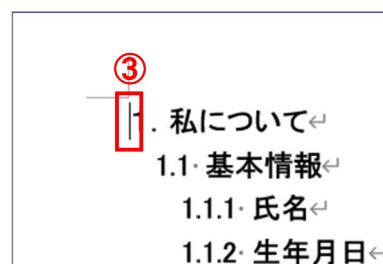 ③
1. 私について↵
1.1· 基本情報↵
1.1.1· 氏名↵
1.1.2· 生年月日↵